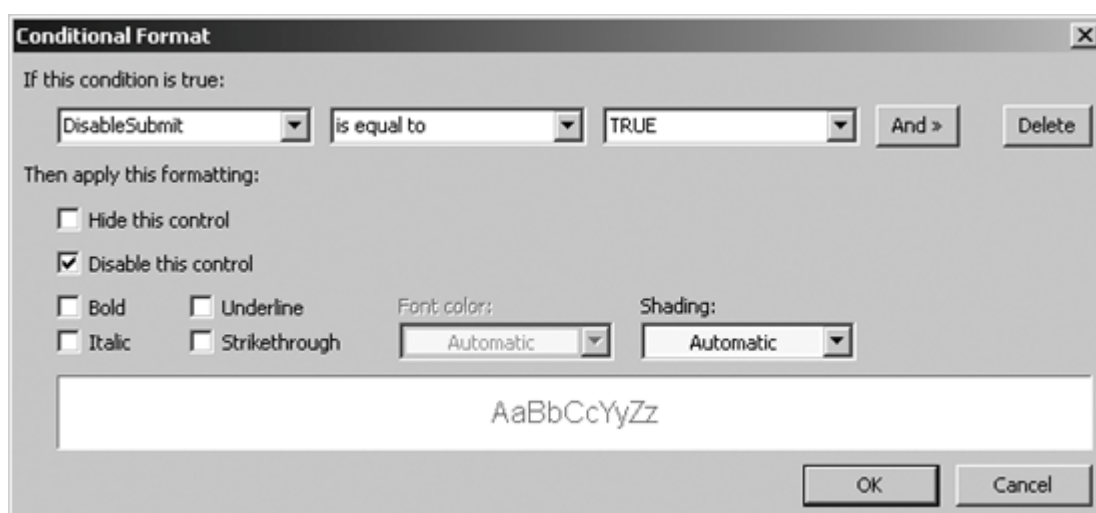 Conditional Format
If this condition is true:
DisableSubmit is equal to TRUE And » Delete
Then apply this formatting:
Hide this control
Disable this control
Bold Underline Font color: Shading:
Italic Strikethrough Automatic Automatic
AaBbCcYyZz
OK Cancel